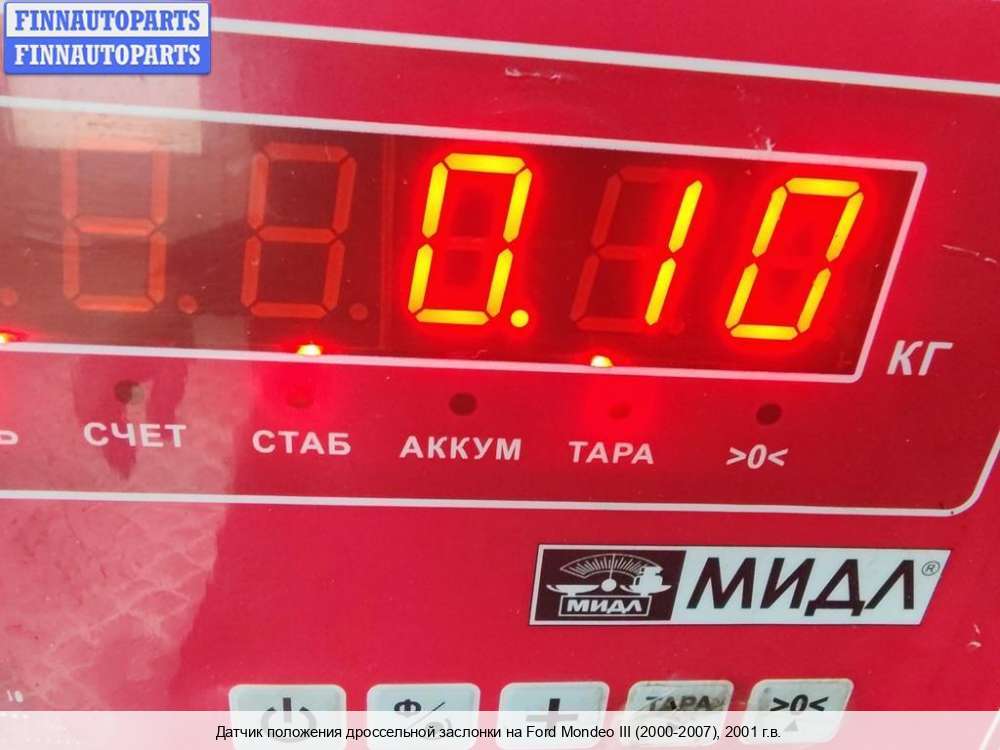 FINNAUTOPARTS
FINNAUTOPARTS
0.10
КГ
СЧЕТ СТАБ АККУМ ТАРА >0<
МИДЛ МИДЛ®
Ф ТАРА >0<
Датчик положения дроссельной заслонки на Ford Mondeo III (2000-2007), 2001 г.в.